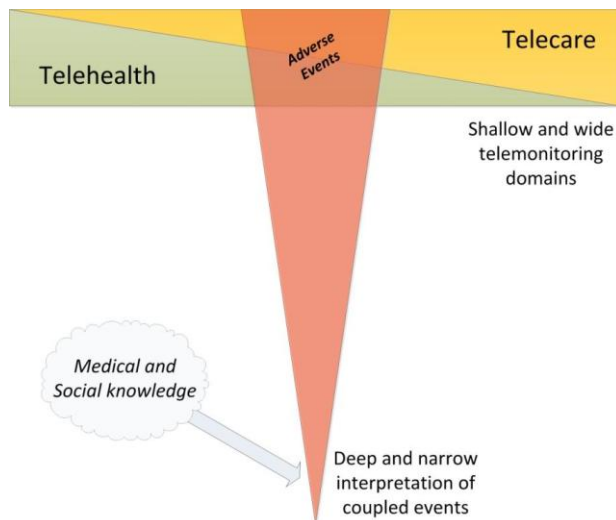 Adverse
Events
Telecare
Telehealth
Shallow and wide
telemonitoring
domains
Medical and
Social knowledge
Deep and narrow
interpretation of
coupled events